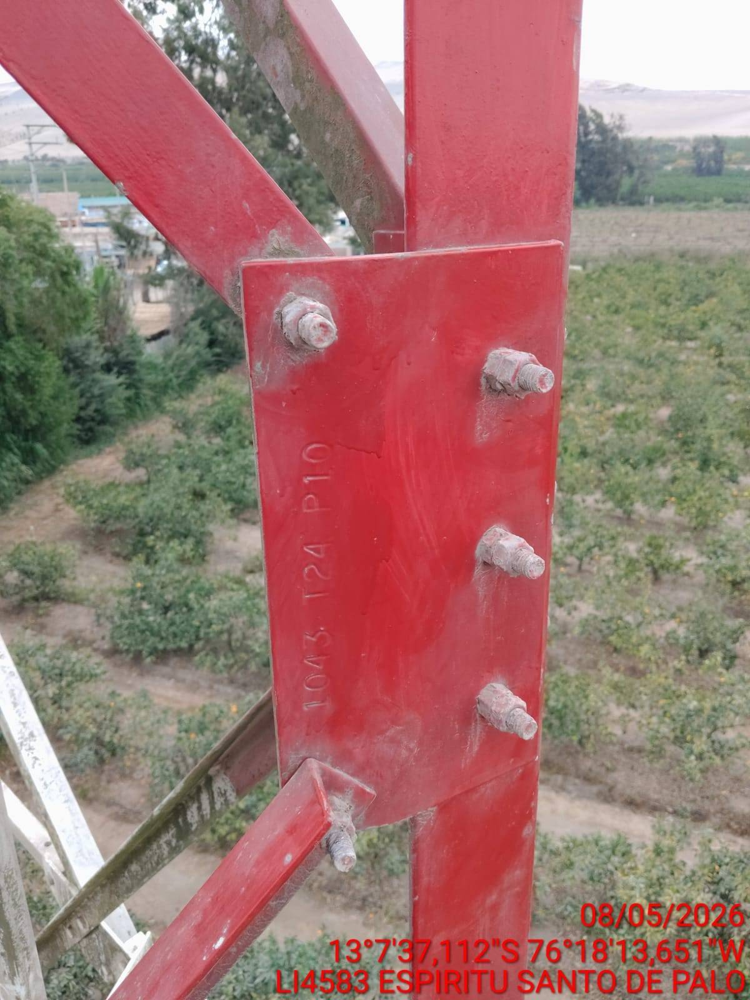 1043 T24 P10
08/05/2026
13°7'37,112"S 76°18'13,651"W
LI4583 ESPIRITU SANTO DE PALO